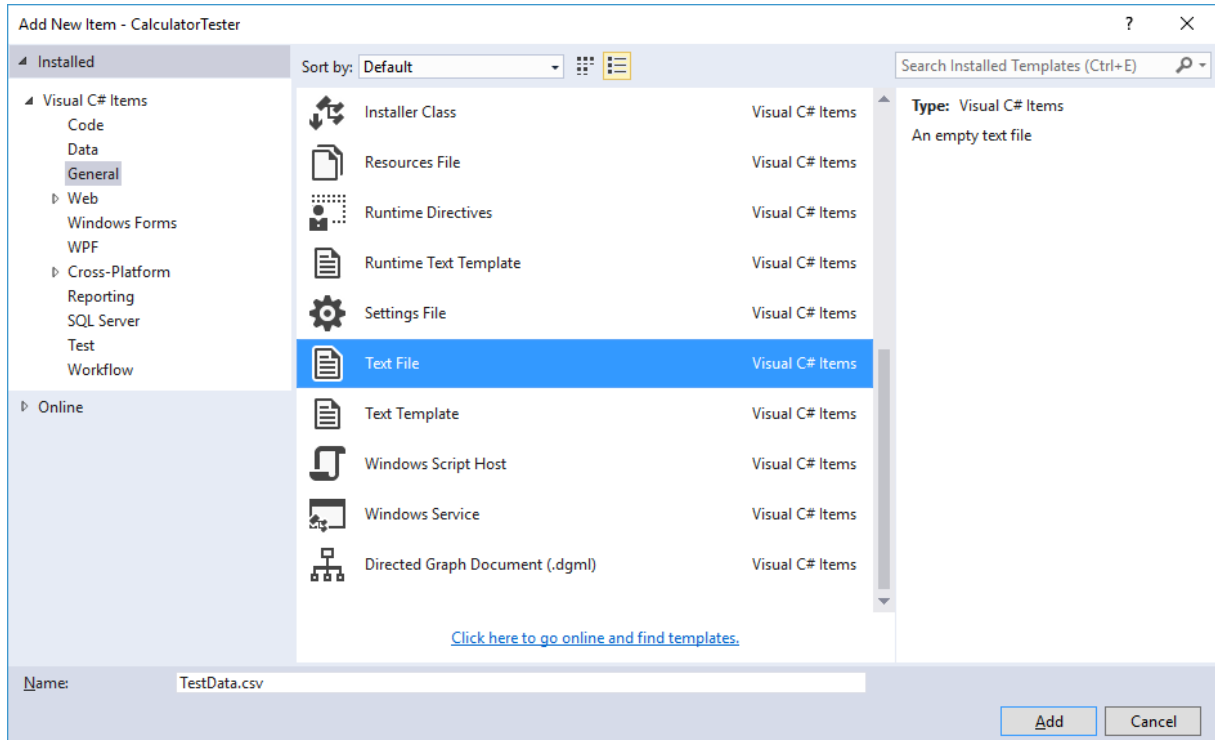 Add New Item - CalculatorTester
?
Installed
Sort by: Default
Search Installed Templates (Ctrl+E)
Visual C# Items
Code
Data
General
Web
Windows Forms
WPF
Cross-Platform
Reporting
SQL Server
Test
Workflow
Online
Installer Class Visual C# Items
Resources File Visual C# Items
Runtime Directives Visual C# Items
Runtime Text Template Visual C# Items
Settings File Visual C# Items
Text File Visual C# Items
Text Template Visual C# Items
Windows Script Host Visual C# Items
Windows Service Visual C# Items
Directed Graph Document (.dgml) Visual C# Items
Click here to go online and find templates.
Type: Visual C# Items
An empty text file
Name: TestData.csv
Add Cancel